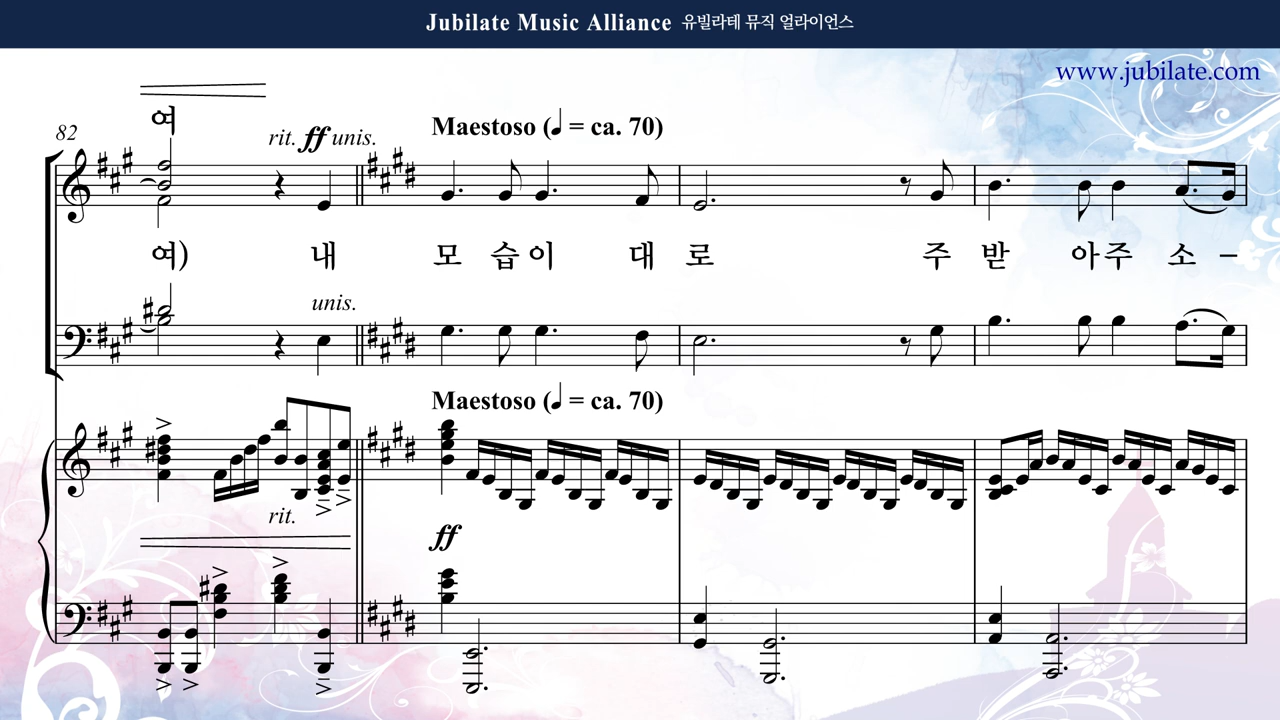 Jubilate Music Alliance 유빌라테 뮤직 얼라이언스
www.jubilate.com
여
82
rit. ff unis.
Maestoso (♩ = ca. 70)
여) 내 모 습 이 대 로 주 받 아 주 소 –
unis.
Maestoso (♩ = ca. 70)
rit.
ff